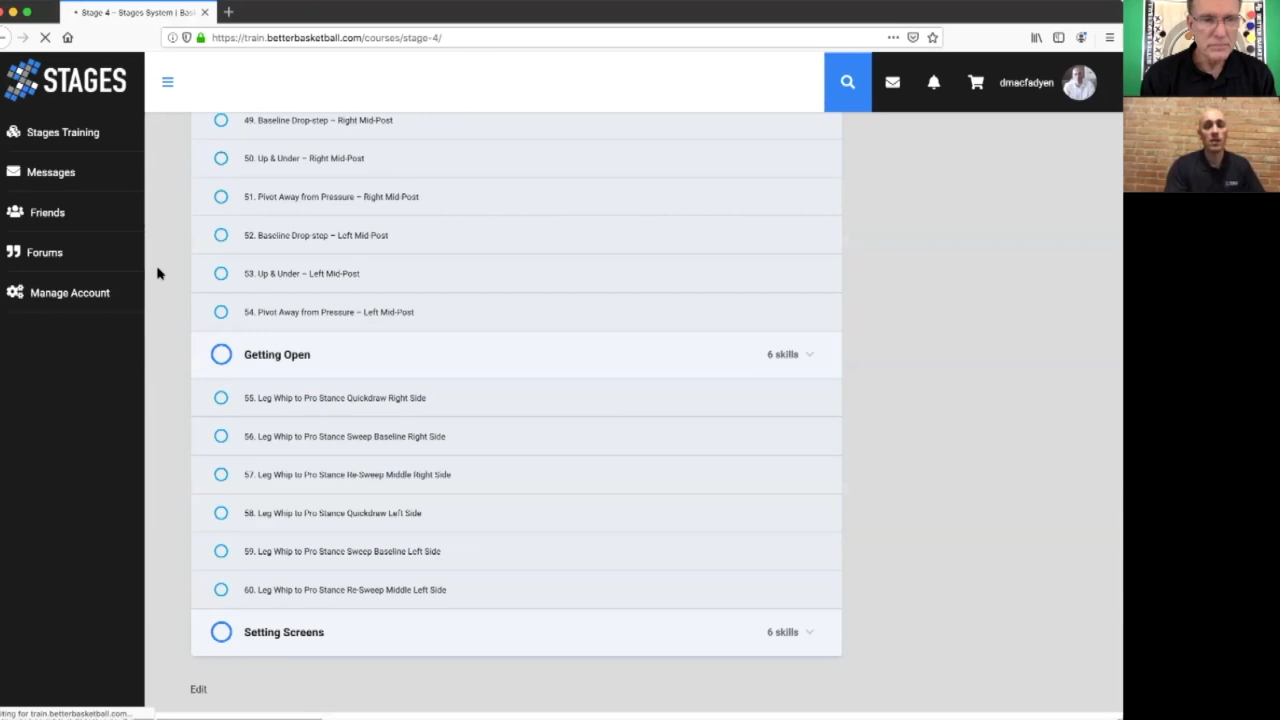 Stage 4 – Stages System | Bas
https://train.betterbasketball.com/courses/stage-4/
STAGES
dmacfadyen
Stages Training
Messages
Friends
Forums
Manage Account
49. Baseline Drop-step – Right Mid-Post
50. Up & Under – Right Mid-Post
51. Pivot Away from Pressure – Right Mid-Post
52. Baseline Drop-step – Left Mid-Post
53. Up & Under – Left Mid-Post
54. Pivot Away from Pressure – Left Mid-Post
Getting Open 6 skills
55. Leg Whip to Pro Stance Quickdraw Right Side
56. Leg Whip to Pro Stance Sweep Baseline Right Side
57. Leg Whip to Pro Stance Re-Sweep Middle Right Side
58. Leg Whip to Pro Stance Quickdraw Left Side
59. Leg Whip to Pro Stance Sweep Baseline Left Side
60. Leg Whip to Pro Stance Re-Sweep Middle Left Side
Setting Screens 6 skills
Edit
iting for train.betterbasketball.com...